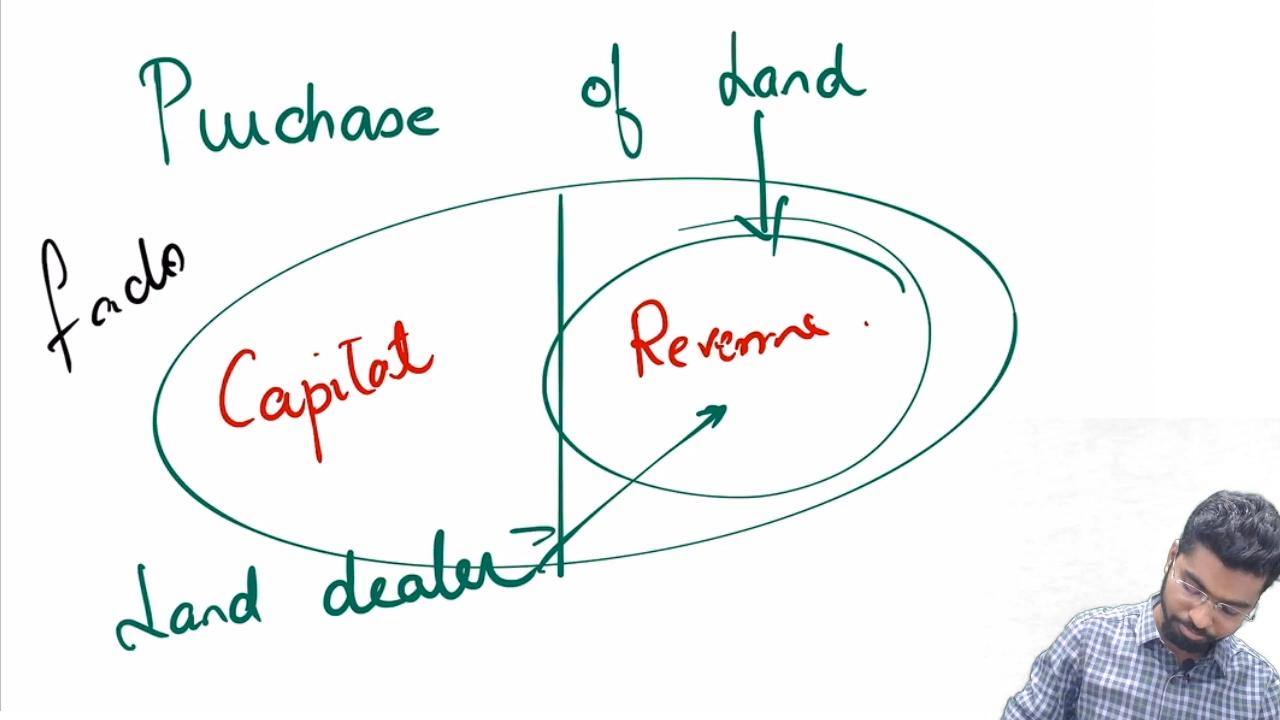 Purchase of Land
Capital
Revenue.
Land dealer